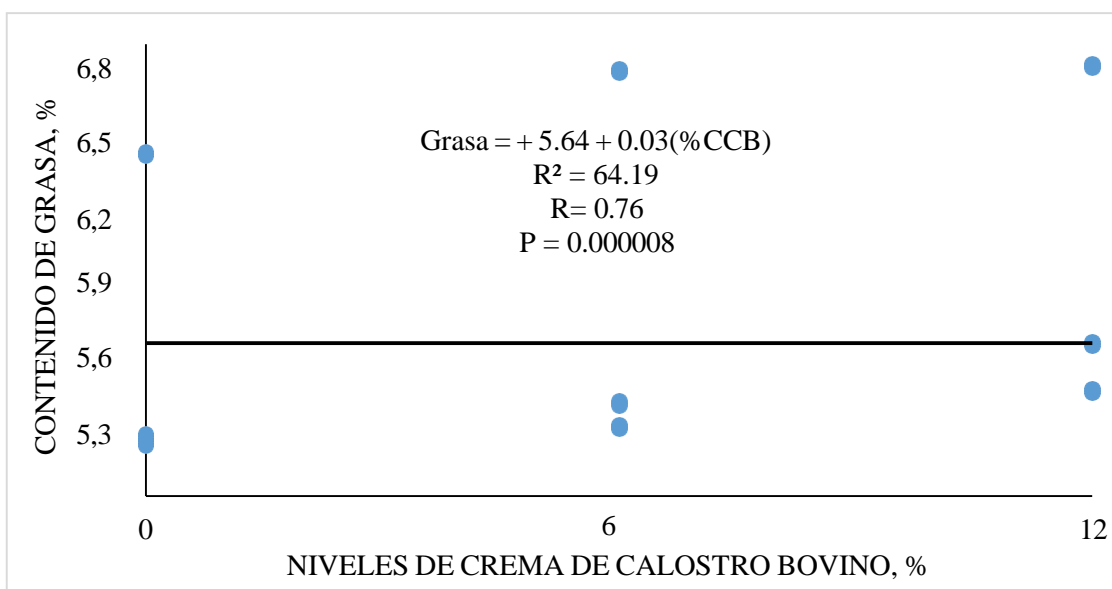 CONTENIDO DE GRASA, %
6,8
6,5
6,2
5,9
5,6
5,3
Grasa = + 5.64 + 0.03(%CCB)
R² = 64.19
R= 0.76
P = 0.000008
0
6
12
NIVELES DE CREMA DE CALOSTRO BOVINO, %